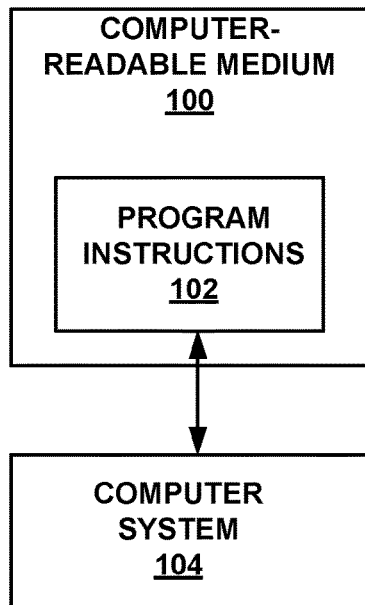 COMPUTER-
READABLE MEDIUM
100
PROGRAM
INSTRUCTIONS
102
COMPUTER
SYSTEM
104